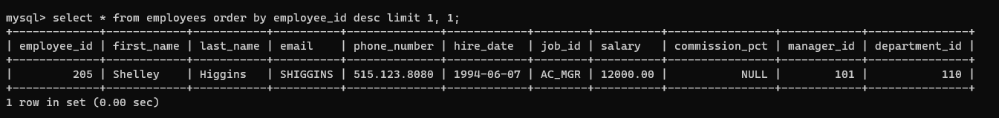 mysql> select * from employees order by employee_id desc limit 1, 1;
+-------------+------------+-----------+----------+--------------+------------+--------+----------+----------------+------------+---------------+
| employee_id | first_name | last_name | email    | phone_number | hire_date  | job_id | salary   | commission_pct | manager_id | department_id |
+-------------+------------+-----------+----------+--------------+------------+--------+----------+----------------+------------+---------------+
|         205 | Shelley    | Higgins   | SHIGGINS | 515.123.8080 | 1994-06-07 | AC_MGR | 12000.00 |           NULL |        101 |           110 |
+-------------+------------+-----------+----------+--------------+------------+--------+----------+----------------+------------+---------------+
1 row in set (0.00 sec)